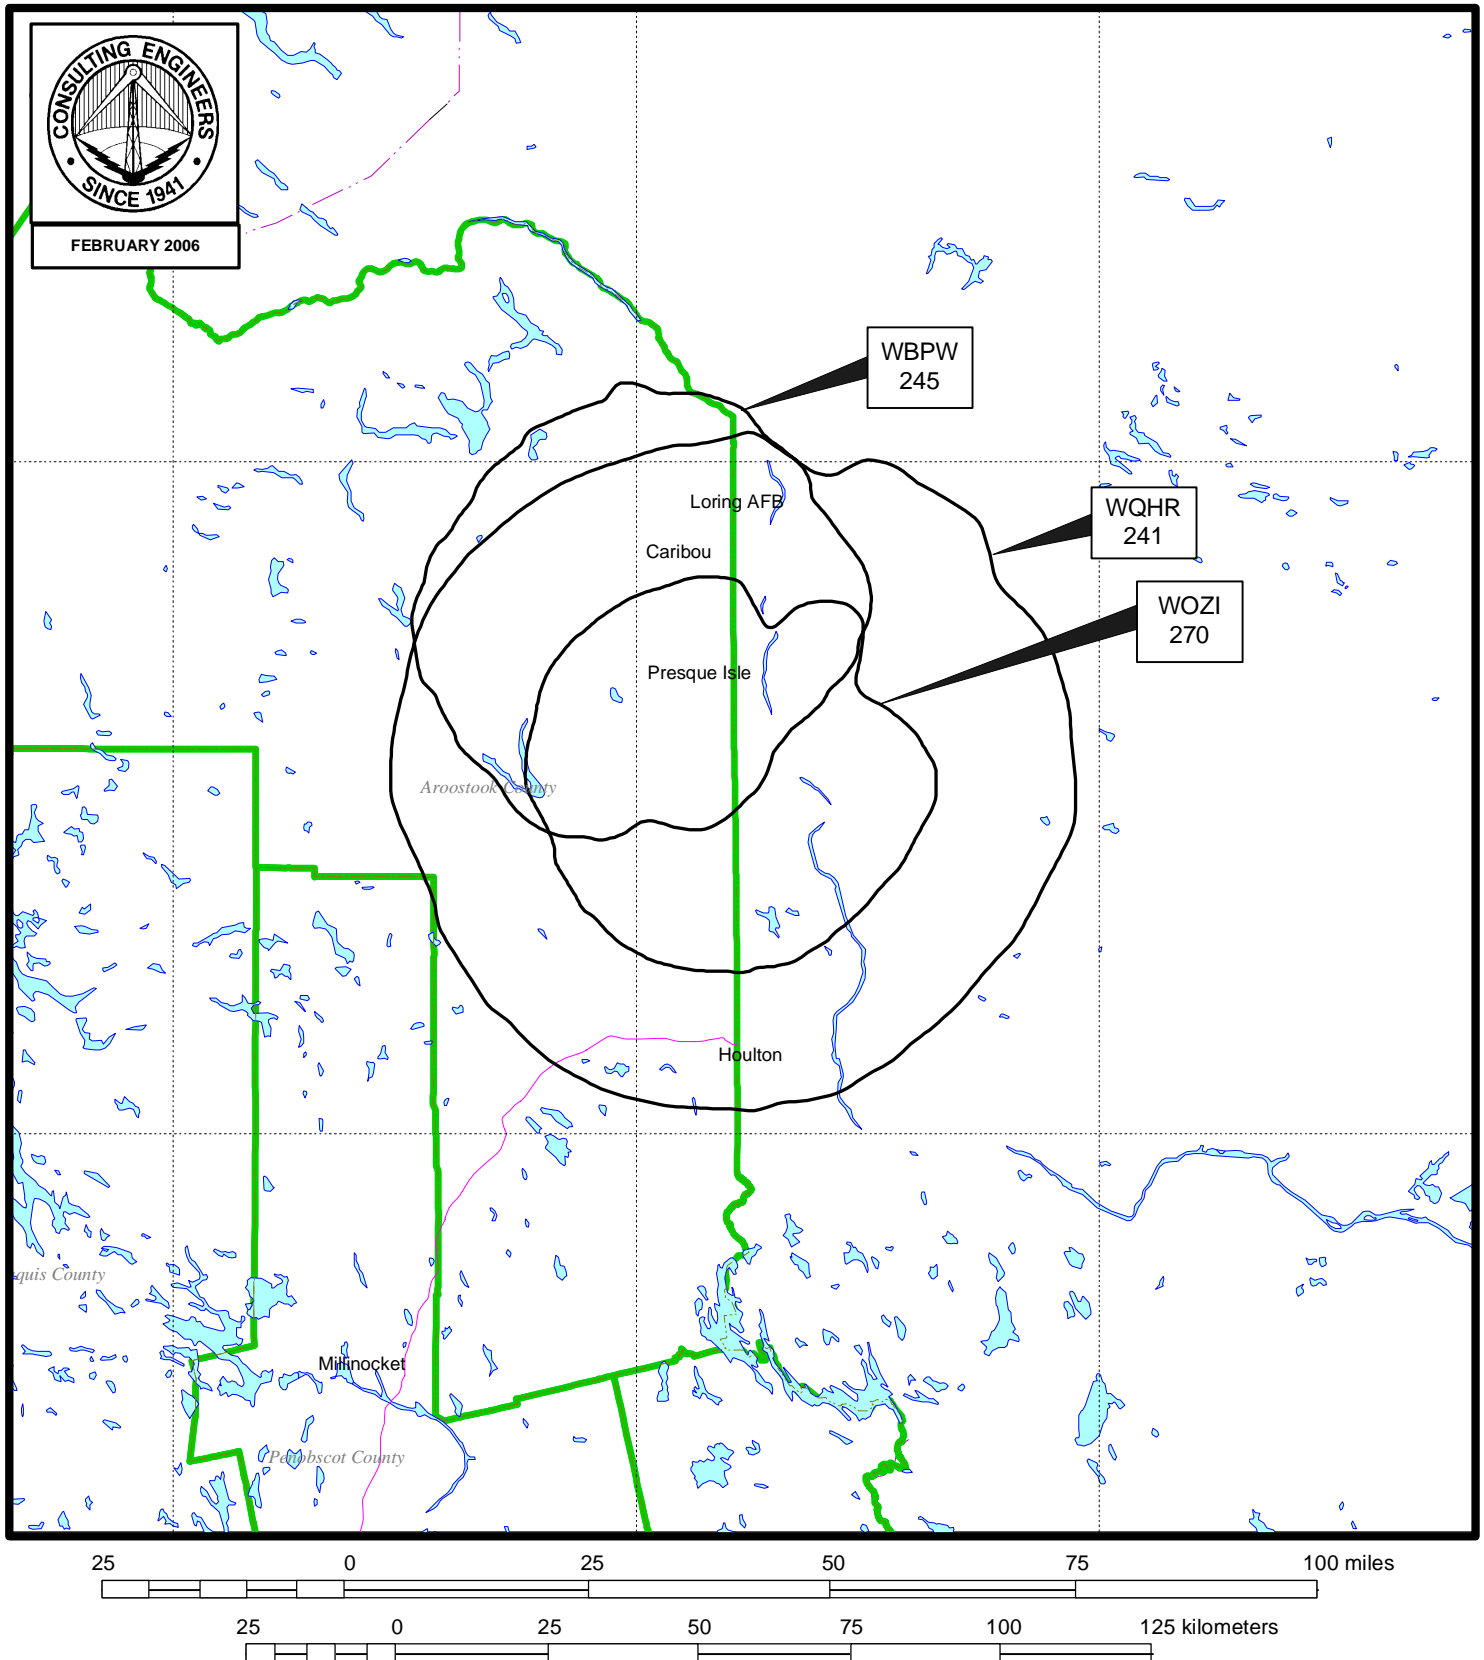 CONSULTING ENGINEERS
• SINCE 1941 •
FEBRUARY 2006
WBPW
245
Loring AFB
WQHR
241
Caribou
WOZI
270
Presque Isle
Aroostook County
Houlton
quis County
Millinocket
Penobscot County
25 0 25 50 75 100 miles
25 0 25 50 75 100 125 kilometers